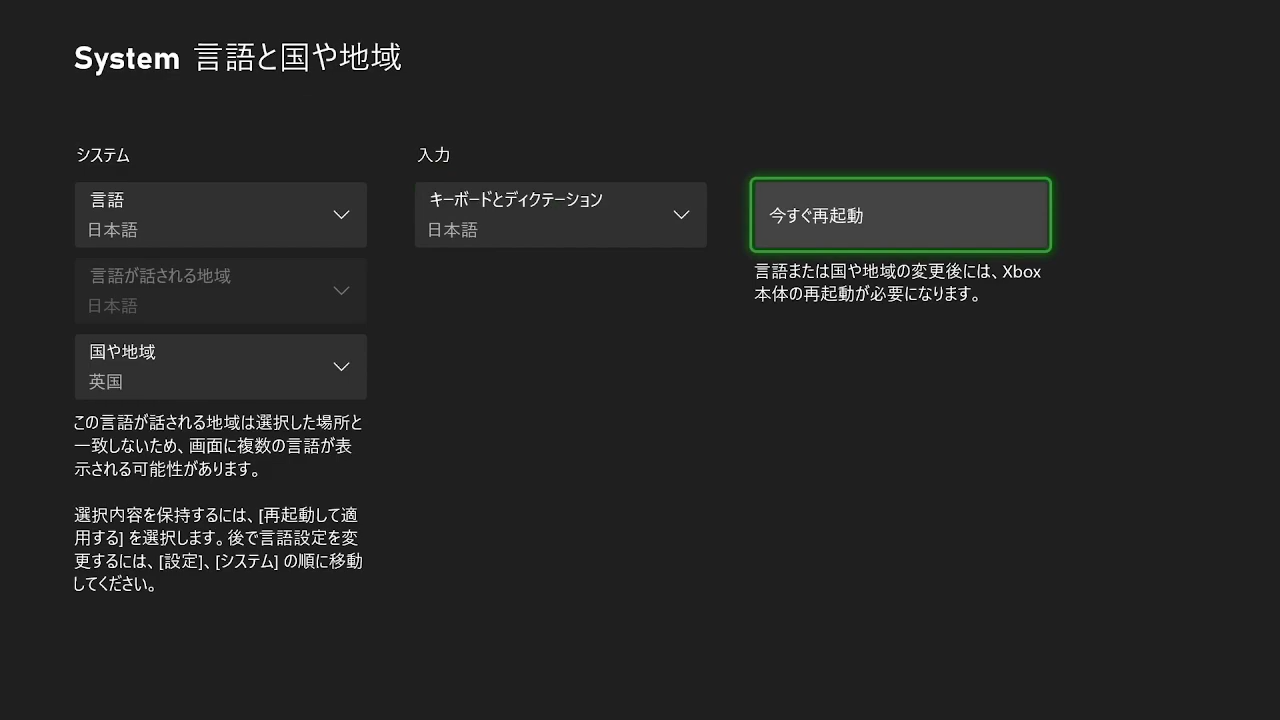 System 言語と国や地域
システム
言語
日本語
言語が話される地域
日本語
国や地域
英国
この言語が話される地域は選択した場所と
一致しないため、画面に複数の言語が表
示される可能性があります。
選択内容を保持するには、[再起動して適
用する] を選択します。後で言語設定を変
更するには、[設定]、[システム] の順に移動
してください。
入力
キーボードとディクテーション
日本語
今すぐ再起動
言語または国や地域の変更後には、Xbox
本体の再起動が必要になります。